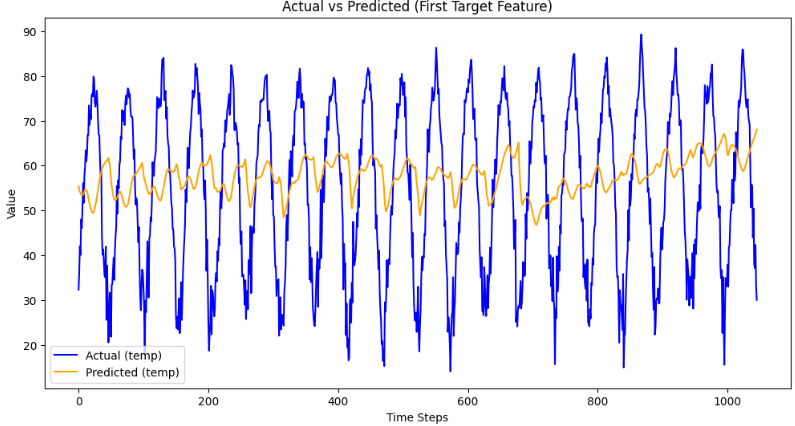 Actual vs Predicted (First Target Feature)
90
80
70
60
50
40
30
20
Value
Actual (temp)
Predicted (temp)
0
200
400
600
800
1000
Time Steps